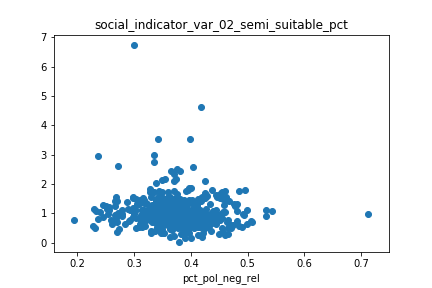 social_indicator_var_02_semi_suitable_pct
7
6
5
4
3
2
1
0
0.2 0.3 0.4 0.5 0.6 0.7
pct_pol_neg_rel